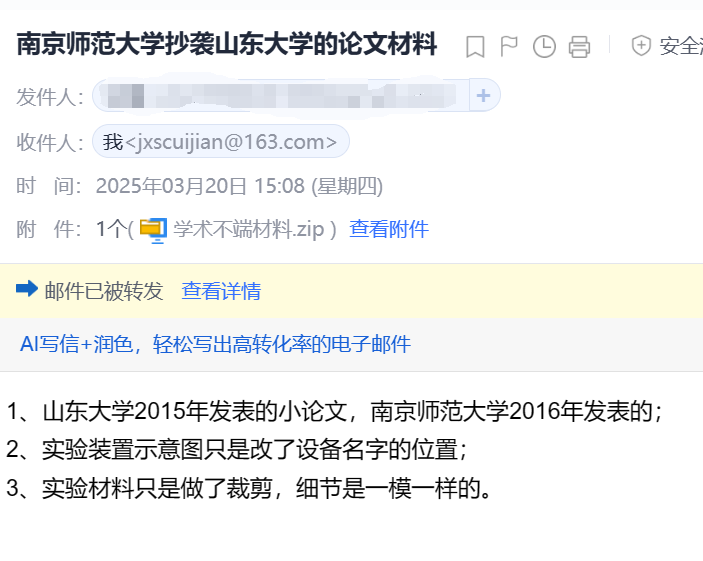 南京师范大学抄袭山东大学的论文材料
安全
发件人：
收件人： 我<jxscuijian@163.com>
时 间： 2025年03月20日 15:08 (星期四)
附 件： 1个( 学术不端材料.zip ) 查看附件
邮件已被转发 查看详情
AI写信+润色，轻松写出高转化率的电子邮件
1、山东大学2015年发表的小论文，南京师范大学2016年发表的；
2、实验装置示意图只是改了设备名字的位置；
3、实验材料只是做了裁剪，细节是一模一样的。